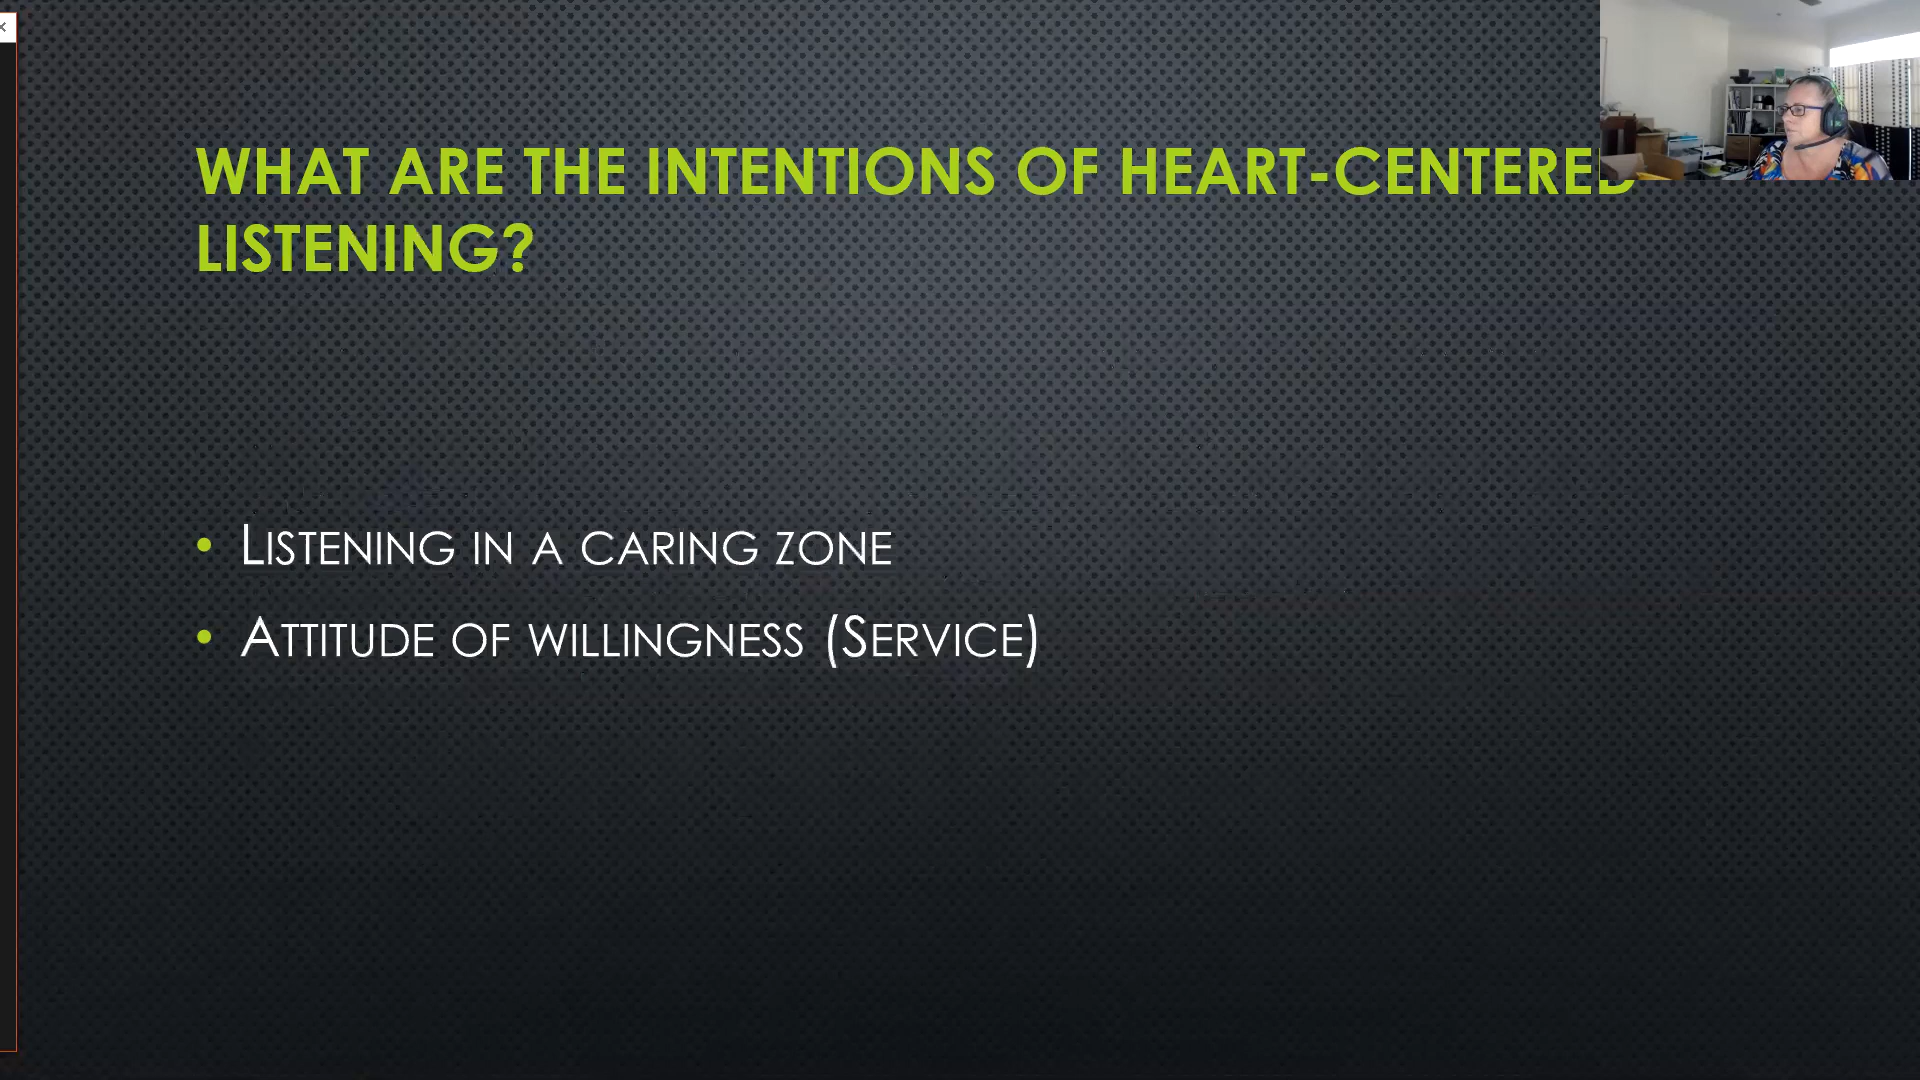 WHAT ARE THE INTENTIONS OF HEART-CENTERED
LISTENING?
• LISTENING IN A CARING ZONE
• ATTITUDE OF WILLINGNESS (SERVICE)